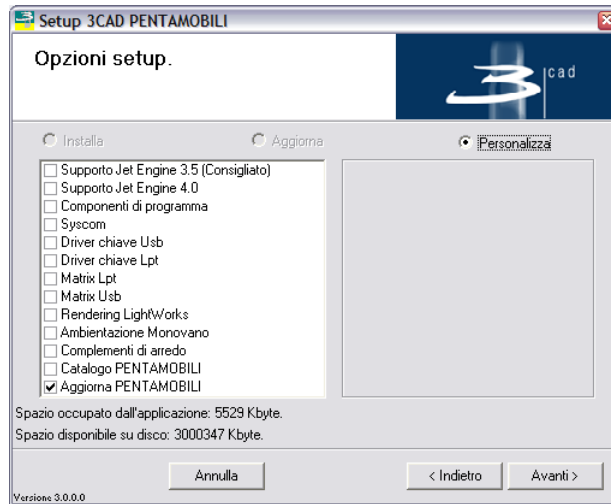 Setup 3CAD PENTAMOBILI
Opzioni setup.
3cad
Installa
Aggiorna
Personalizza
Supporto Jet Engine 3.5 (Consigliato)
Supporto Jet Engine 4.0
Componenti di programma
Syscom
Driver chiave Usb
Driver chiave Lpt
Matrix Lpt
Matrix Usb
Rendering LightWorks
Ambientazione Monovano
Complementi di arredo
Catalogo PENTAMOBILI
Aggiorna PENTAMOBILI
Spazio occupato dall'applicazione: 5529 Kbyte.
Spazio disponibile su disco: 3000347 Kbyte.
Annulla
< Indietro
Avanti >
Versione 3.0.0.0